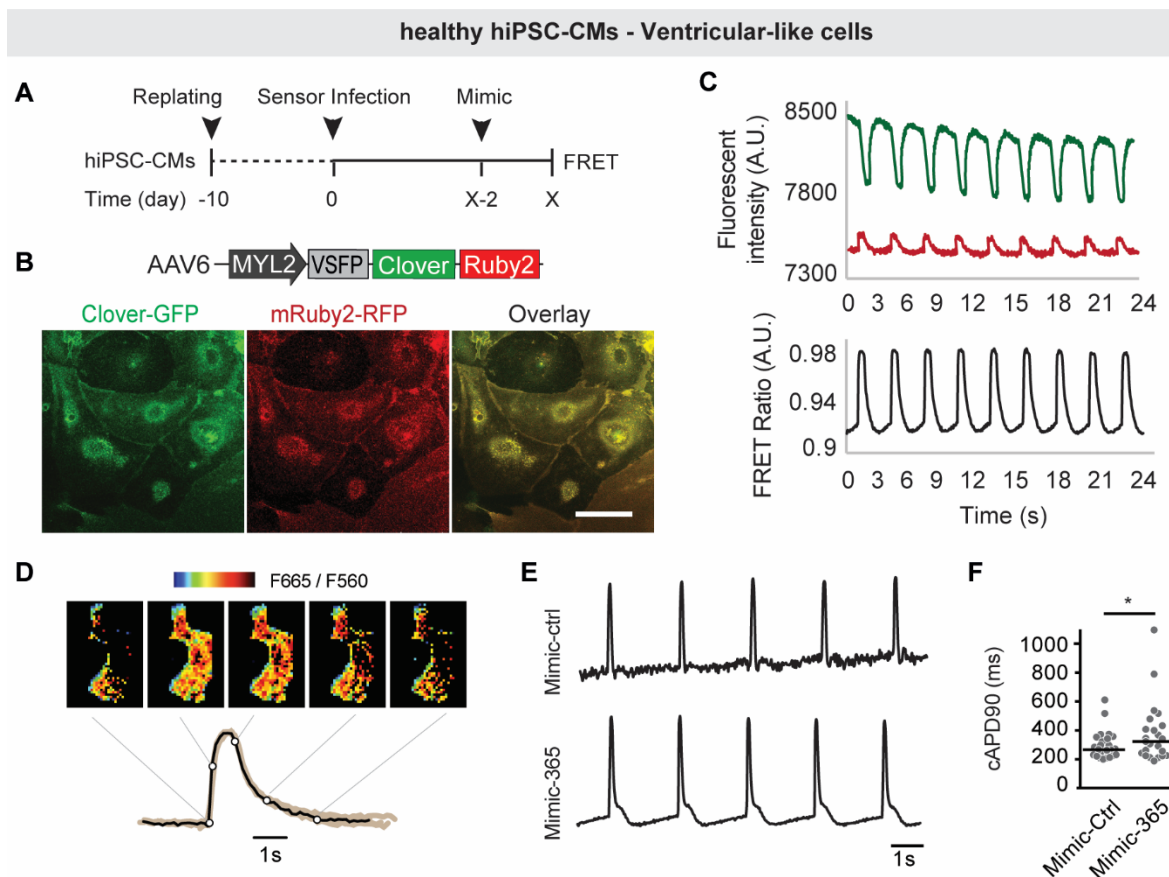 healthy hiPSC-CMs - Ventricular-like cells
A
Replating Sensor Infection Mimic
hiPSC-CMs FRET
Time (day) -10 0 X-2 X
B
AAV6 MYL2 VSFP Clover Ruby2
Clover-GFP mRuby2-RFP Overlay
C
Fluorescent
intensity (A.U.)
8500
7800
7300
0 3 6 9 12 15 18 21 24
FRET Ratio (A.U.)
0.98
0.94
0.9
0 3 6 9 12 15 18 21 24
Time (s)
D
F665 / F560
1s
E
Mimic-ctrl
Mimic-365
1s
F
*
cAPD90 (ms)
1000
800
600
400
200
0
Mimic-Ctrl
Mimic-365